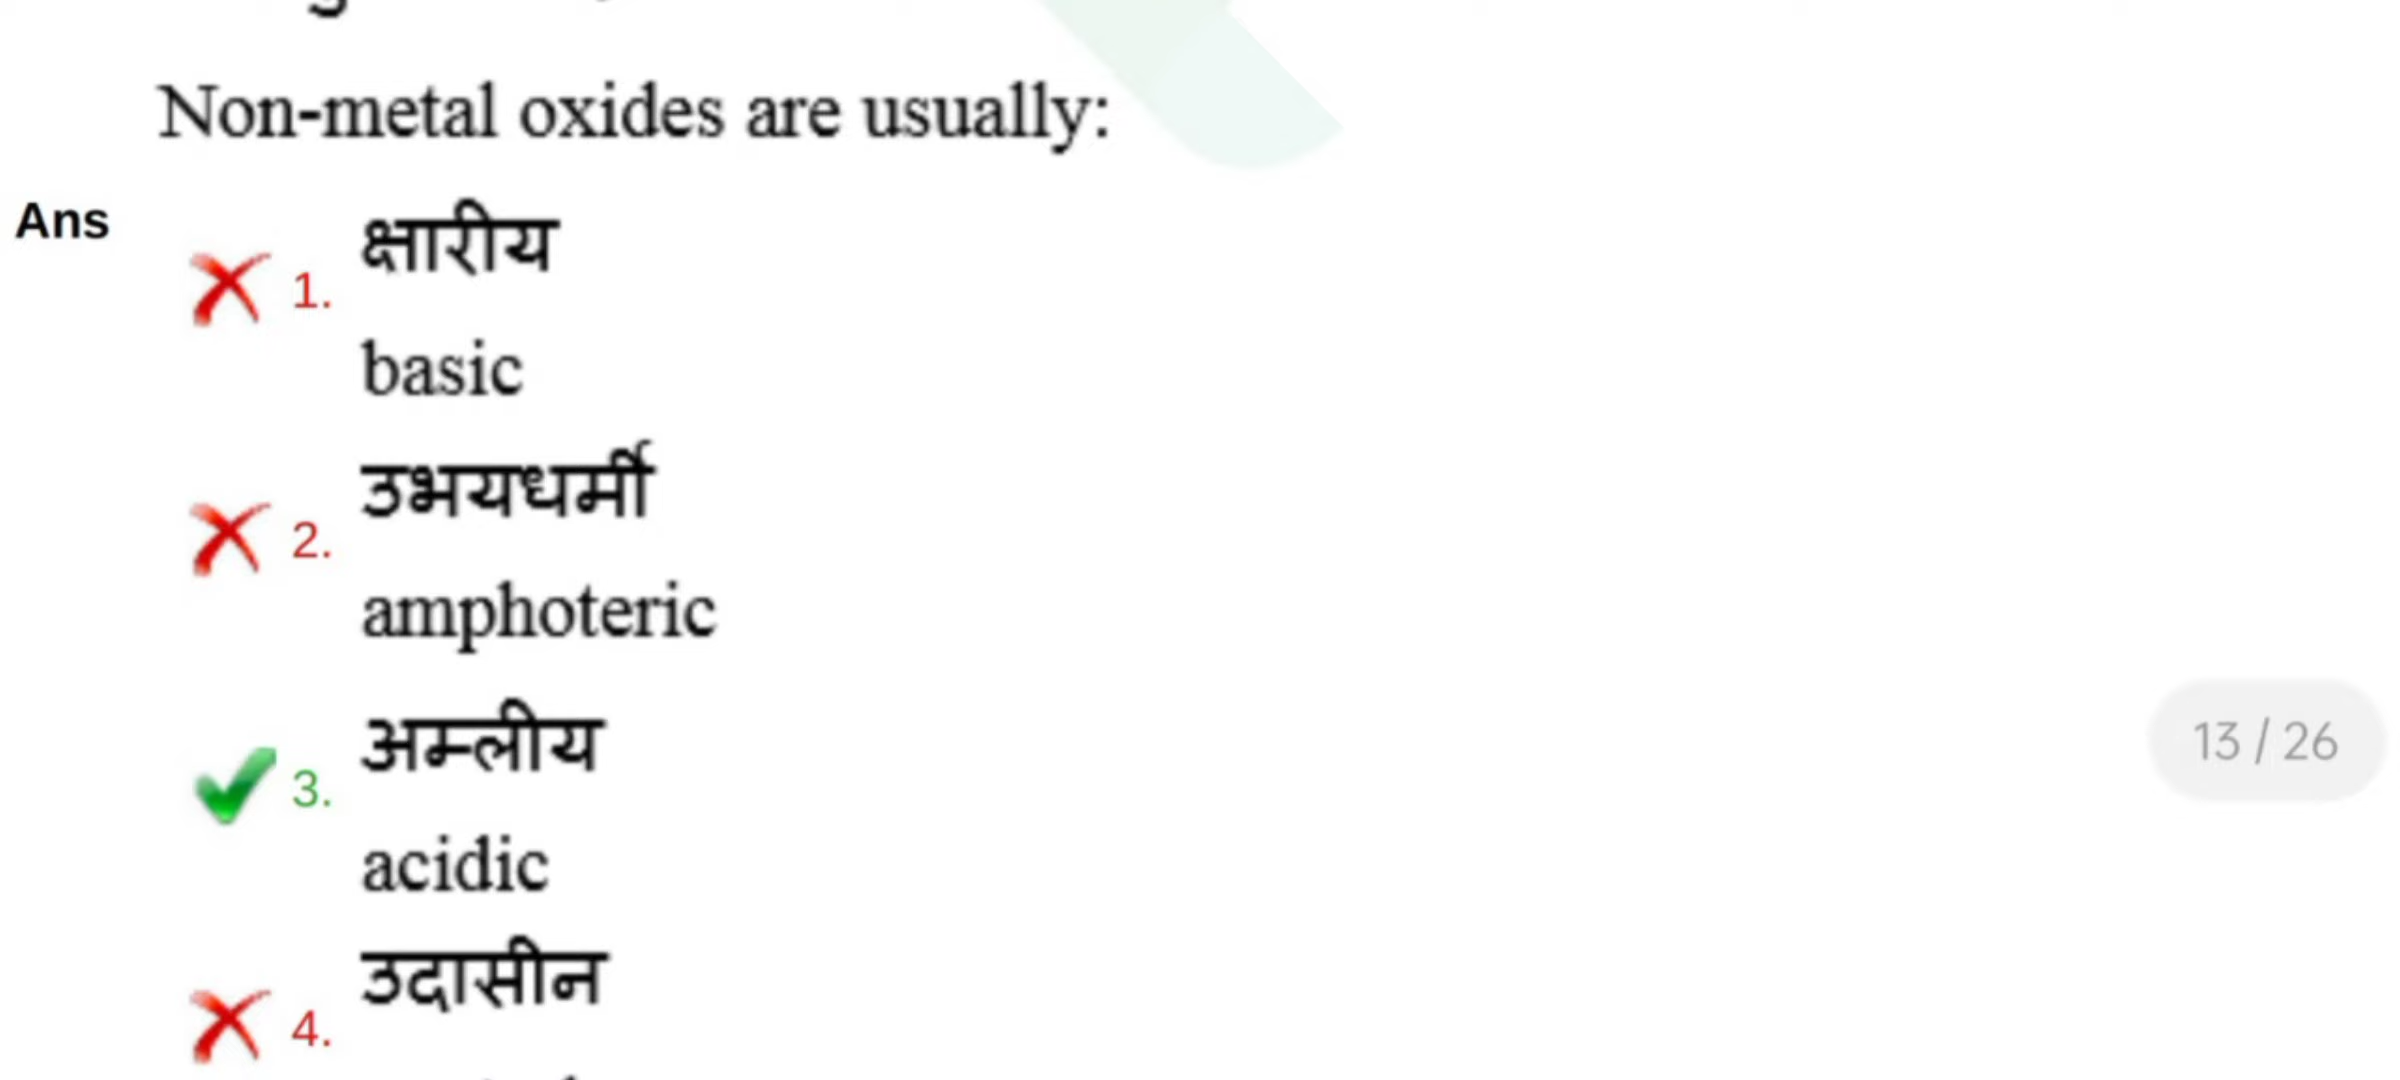 Non-metal oxides are usually:
Ans
1. क्षारीय
basic
2. उभयधर्मी
amphoteric
3. अम्लीय
acidic
13 / 26
4. उदासीन